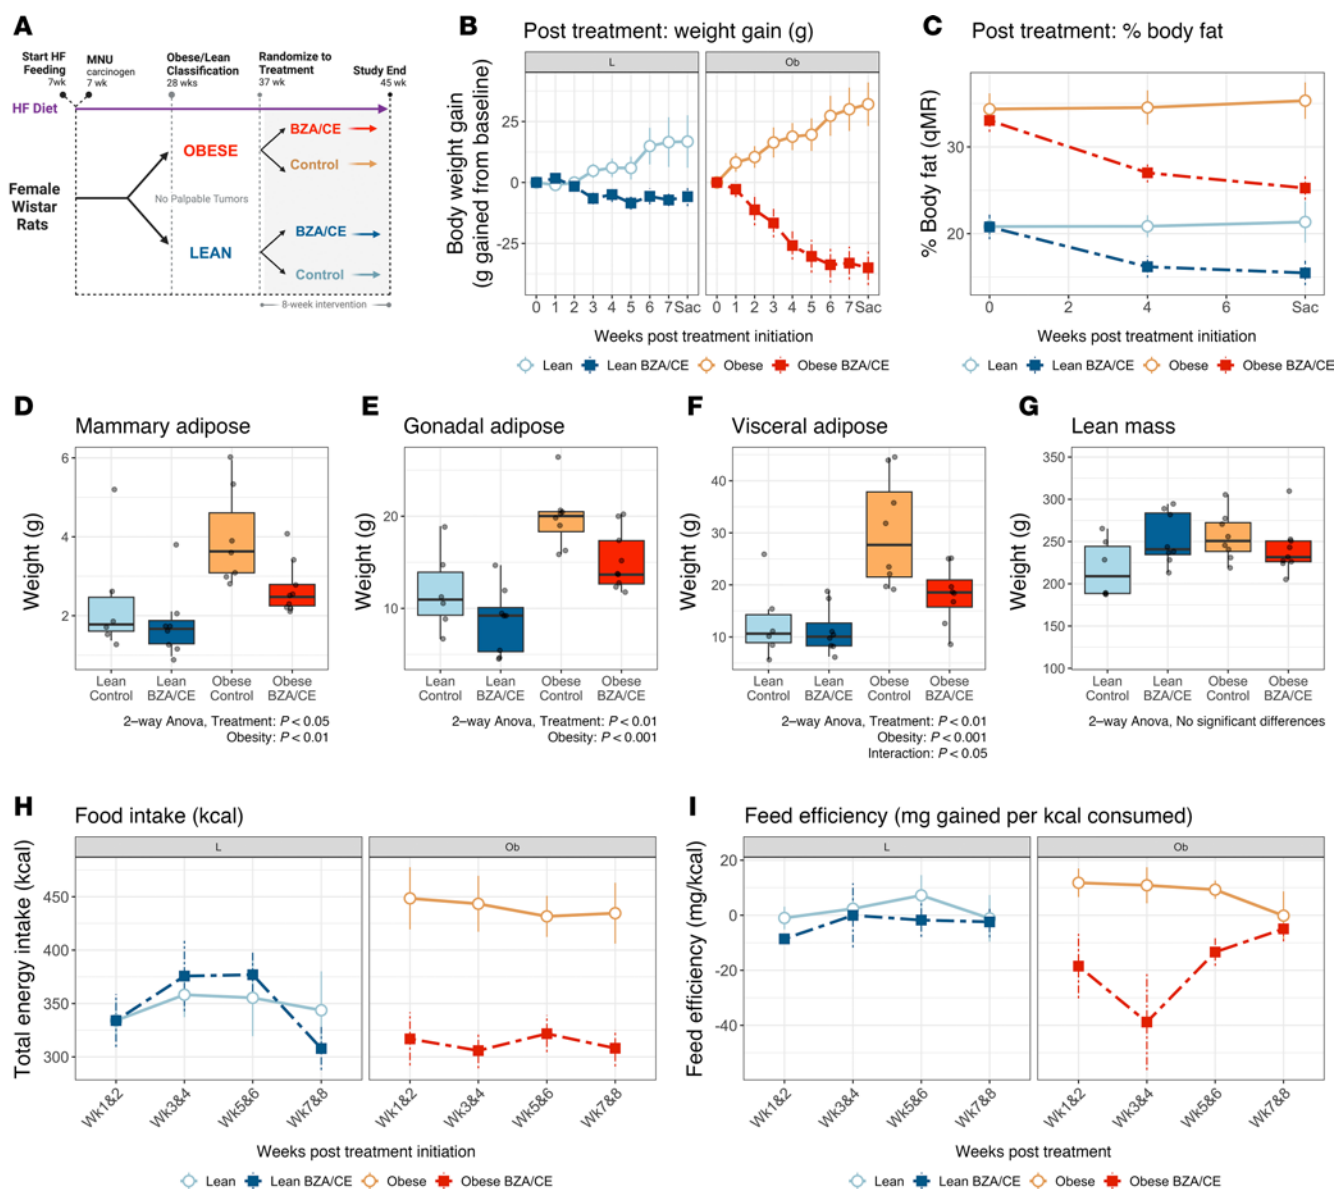 A
Start HF
Feeding
7wk
MNU
carcinogen
7 wk
Obese/Lean
Classification
28 wks
Randomize to
Treatment
37 wk
Study End
45 wk
HF Diet
Female
Wistar
Rats
OBESE
No Palpable Tumors
LEAN
BZA/CE
Control
BZA/CE
Control
8-week intervention
B
Post treatment: weight gain (g)
L
Ob
Body weight gain
(g gained from baseline)
25
0
-25
0 1 2 3 4 5 6 7 Sac
0 1 2 3 4 5 6 7 Sac
Weeks post treatment initiation
Lean Lean BZA/CE Obese Obese BZA/CE
C
Post treatment: % body fat
% Body fat (qMR)
30
20
0 2 4 6 Sac
Weeks post treatment initiation
Lean Lean BZA/CE Obese Obese BZA/CE
D
Mammary adipose
Weight (g)
6
4
2
Lean Control
Lean BZA/CE
Obese Control
Obese BZA/CE
2–way Anova, Treatment: P < 0.05
Obesity: P < 0.01
E
Gonadal adipose
Weight (g)
20
10
Lean Control
Lean BZA/CE
Obese Control
Obese BZA/CE
2–way Anova, Treatment: P < 0.01
Obesity: P < 0.001
F
Visceral adipose
Weight (g)
40
30
20
10
Lean Control
Lean BZA/CE
Obese Control
Obese BZA/CE
2–way Anova, Treatment: P < 0.01
Obesity: P < 0.001
Interaction: P < 0.05
G
Lean mass
Weight (g)
350
300
250
200
150
100
Lean Control
Lean BZA/CE
Obese Control
Obese BZA/CE
2–way Anova, No significant differences
H
Food intake (kcal)
L
Ob
Total energy intake (kcal)
450
400
350
300
Wk1&2 Wk3&4 Wk5&6 Wk7&8
Wk1&2 Wk3&4 Wk5&6 Wk7&8
Weeks post treatment initiation
Lean Lean BZA/CE Obese Obese BZA/CE
I
Feed efficiency (mg gained per kcal consumed)
L
Ob
Feed efficiency (mg/kcal)
20
0
-20
-40
Wk1&2 Wk3&4 Wk5&6 Wk7&8
Wk1&2 Wk3&4 Wk5&6 Wk7&8
Weeks post treatment
Lean Lean BZA/CE Obese Obese BZA/CE